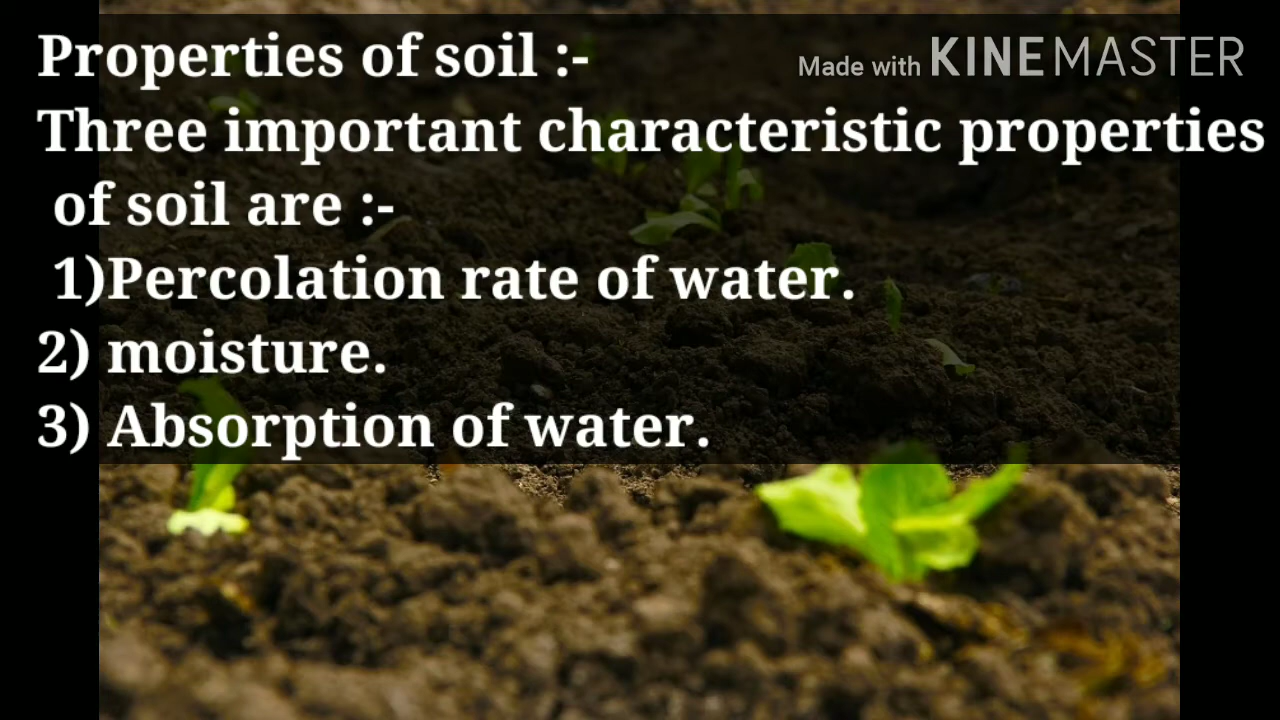 Properties of soil :-
Made with KINEMASTER
Three important characteristic properties
of soil are :-
1)Percolation rate of water.
2) moisture.
3) Absorption of water.